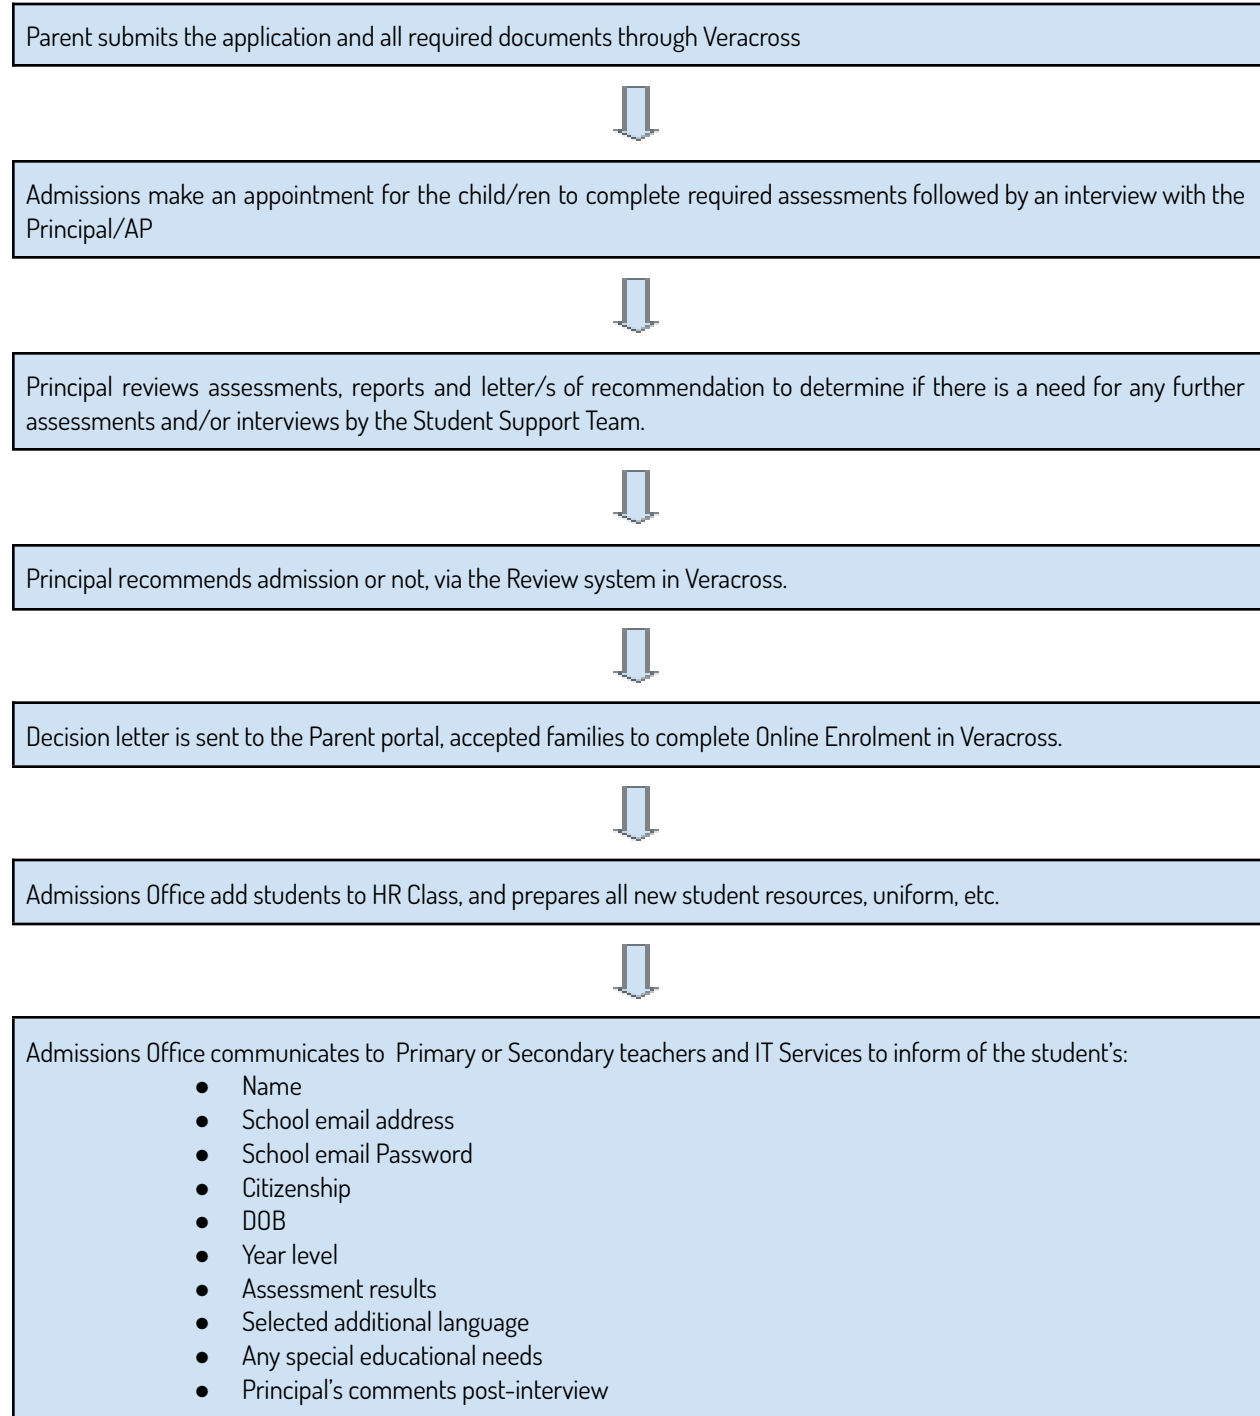 Parent submits the application and all required documents through Veracross
Admissions make an appointment for the child/ren to complete required assessments followed by an interview with the
Principal/AP
Principal reviews assessments, reports and letter/s of recommendation to determine if there is a need for any further
assessments and/or interviews by the Student Support Team.
Principal recommends admission or not, via the Review system in Veracross.
Decision letter is sent to the Parent portal, accepted families to complete Online Enrolment in Veracross.
Admissions Office add students to HR Class, and prepares all new student resources, uniform, etc.
Admissions Office communicates to  Primary or Secondary teachers and IT Services to inform of the student's:
● Name
● School email address
● School email Password
● Citizenship
● DOB
● Year level
● Assessment results
● Selected additional language
● Any special educational needs
● Principal's comments post-interview